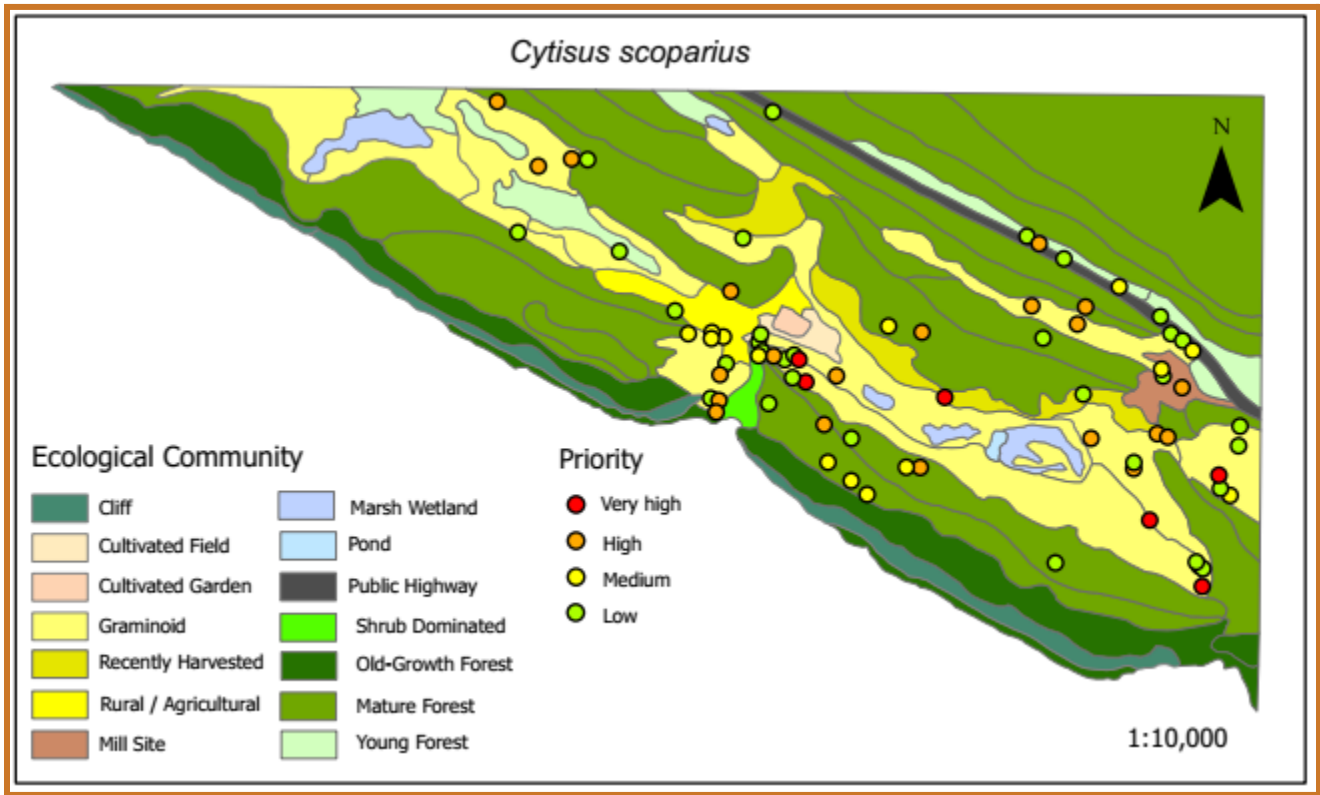 Cytisus scoparius
N
Ecological Community
Cliff
Cultivated Field
Cultivated Garden
Graminoid
Recently Harvested
Rural / Agricultural
Mill Site
Marsh Wetland
Pond
Public Highway
Shrub Dominated
Old-Growth Forest
Mature Forest
Young Forest
Priority
Very high
High
Medium
Low
1:10,000